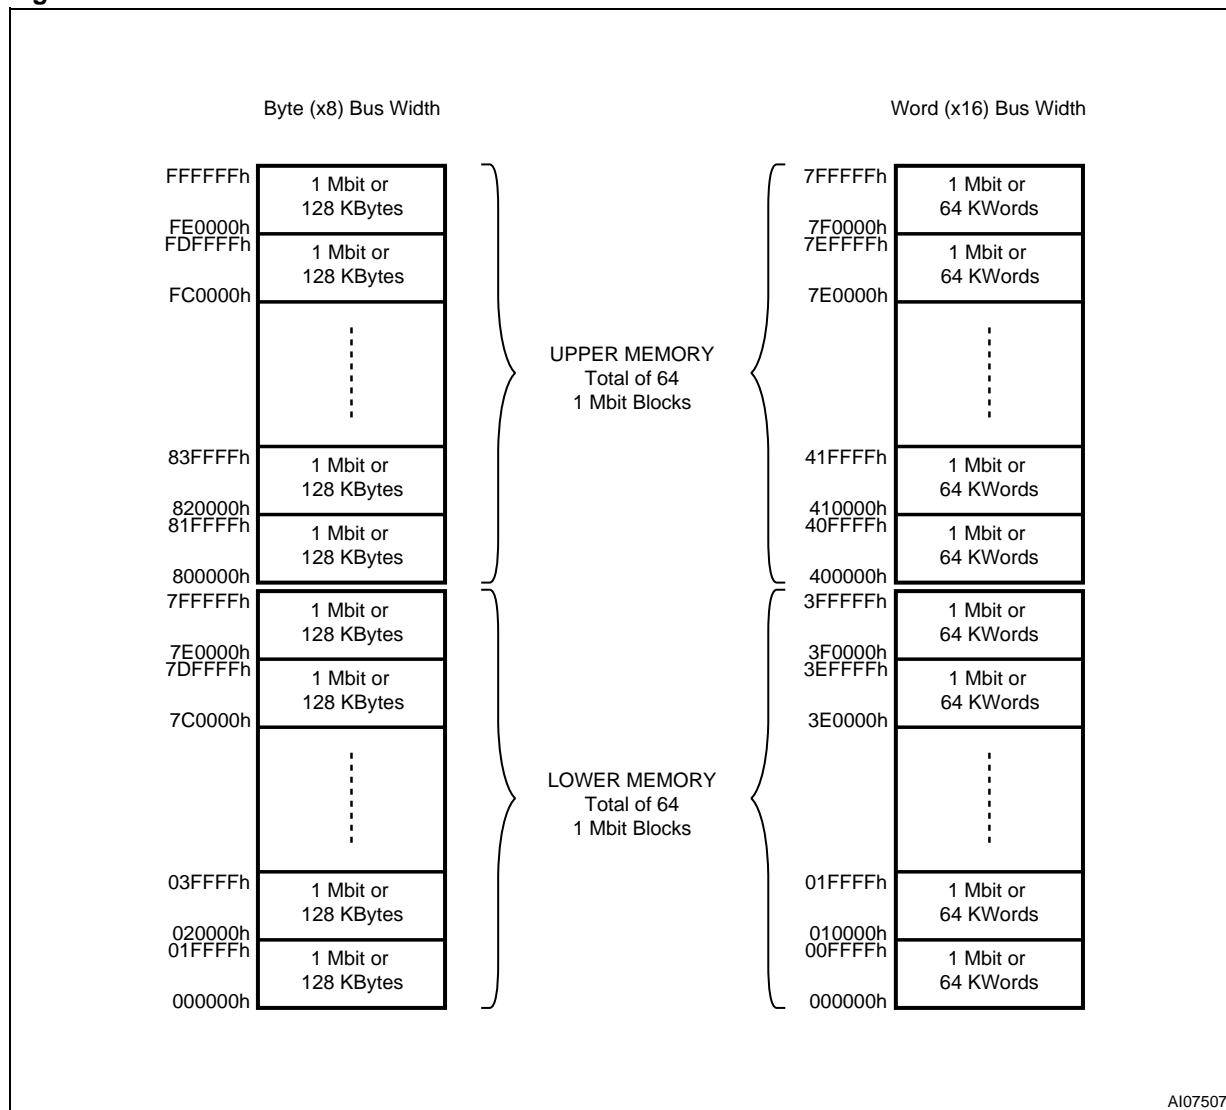 Byte (x8) Bus Width
Word (x16) Bus Width
FFFFFFh
1 Mbit or
128 KBytes
FE0000h
FDFFFFh
1 Mbit or
128 KBytes
FC0000h
83FFFFh
1 Mbit or
128 KBytes
820000h
81FFFFh
1 Mbit or
128 KBytes
800000h
7FFFFFh
1 Mbit or
128 KBytes
7E0000h
7DFFFFh
1 Mbit or
128 KBytes
7C0000h
03FFFFh
1 Mbit or
128 KBytes
020000h
01FFFFh
1 Mbit or
128 KBytes
000000h
UPPER MEMORY
Total of 64
1 Mbit Blocks
LOWER MEMORY
Total of 64
1 Mbit Blocks
7FFFFFh
1 Mbit or
64 KWords
7F0000h
7EFFFFh
1 Mbit or
64 KWords
7E0000h
41FFFFh
1 Mbit or
64 KWords
410000h
40FFFFh
1 Mbit or
64 KWords
400000h
3FFFFFh
1 Mbit or
64 KWords
3F0000h
3EFFFFh
1 Mbit or
64 KWords
3E0000h
01FFFFh
1 Mbit or
64 KWords
010000h
00FFFFh
1 Mbit or
64 KWords
000000h
AI07507